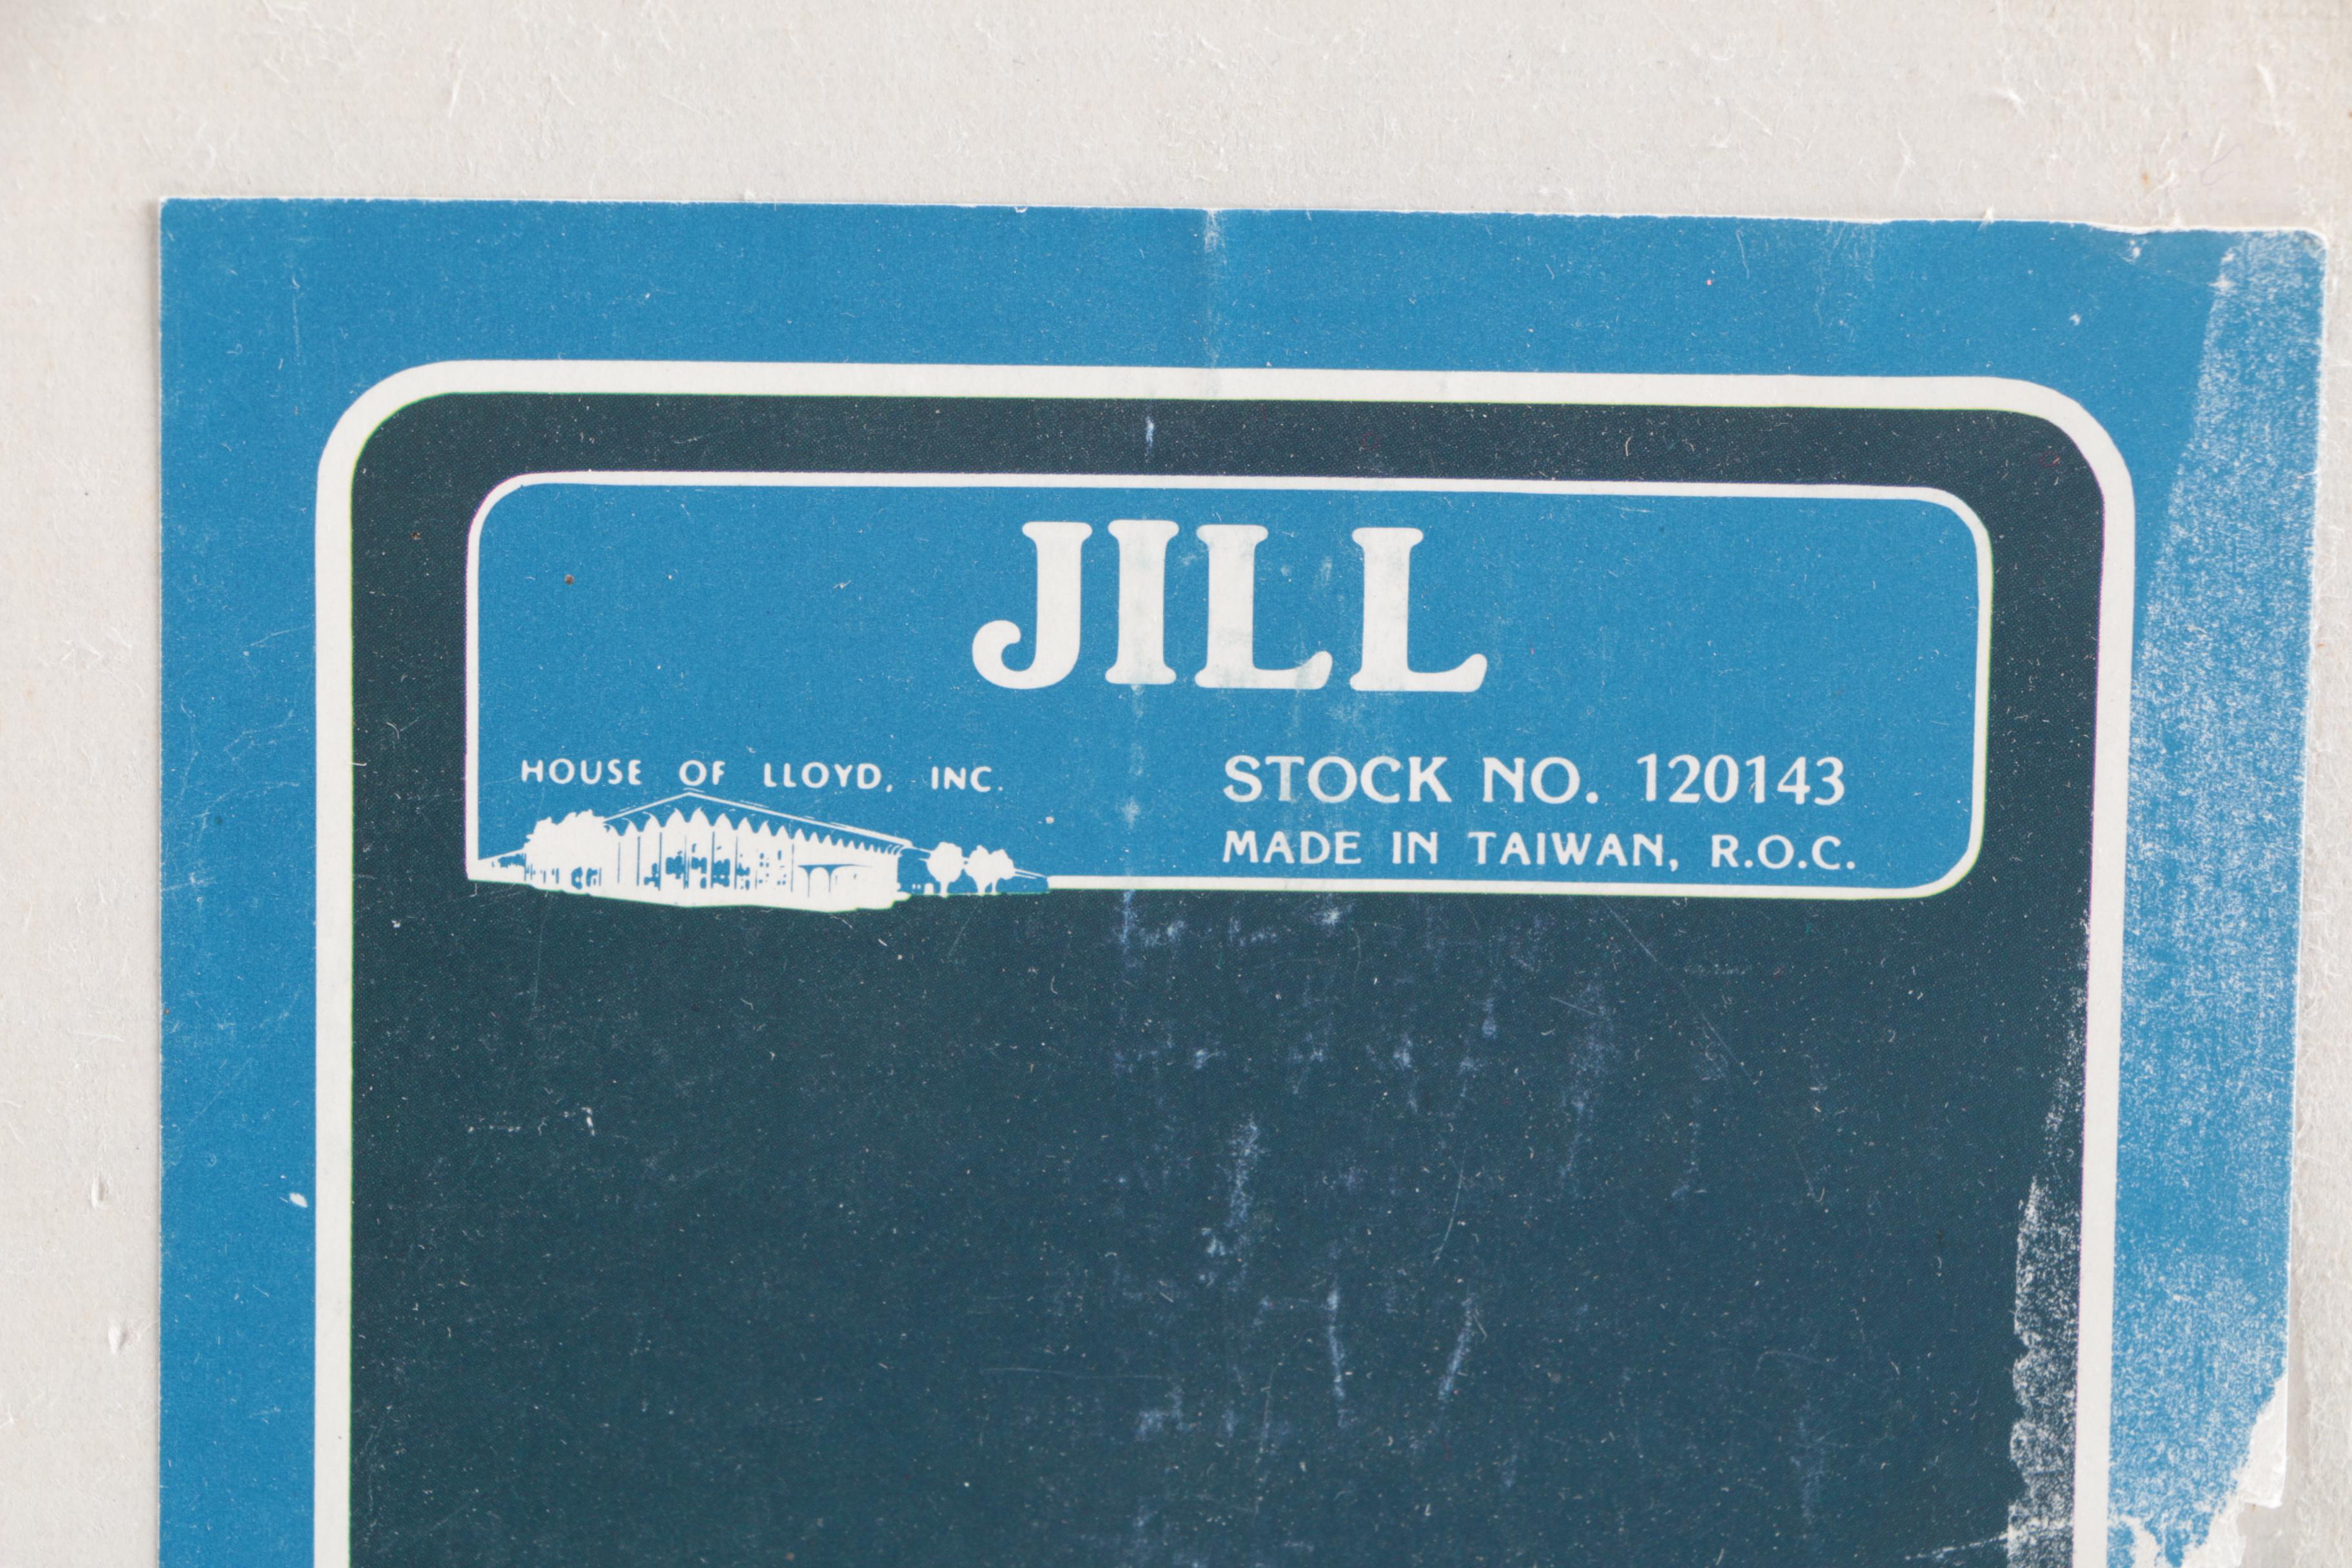 JILL
HOUSE OF LLOYD, INC.
STOCK NO. 120143
MADE IN TAIWAN, R.O.C.